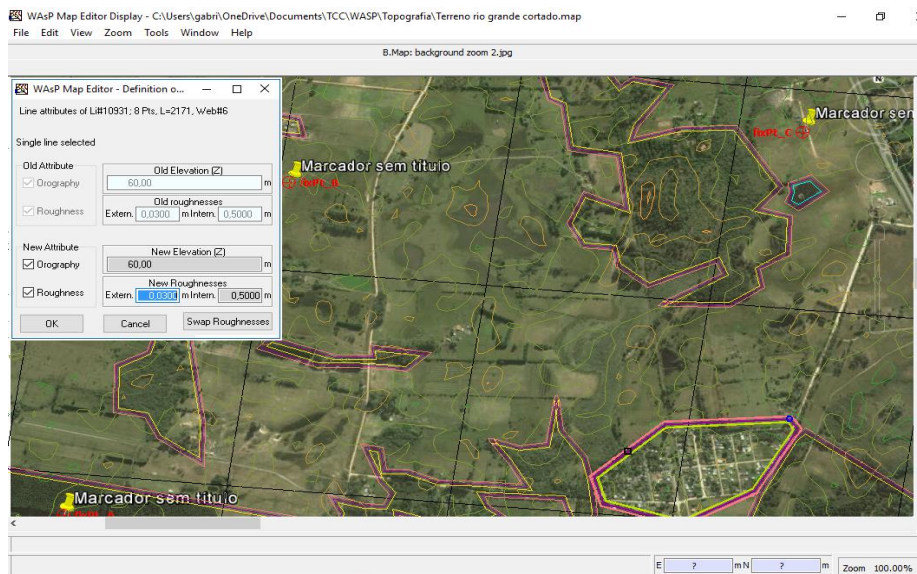 WAsP Map Editor Display - C:\Users\gabri\OneDrive\Documents\TCC\WASP\Topografia\Terreno rio grande cortado.map
File Edit View Zoom Tools Window Help
B.Map: background zoom 2.jpg
WAsP Map Editor - Definition o...
Line attributes of Li#10931; 8 Pts, L=2171, Web#6
Single line selected
Old Attribute
Orography
Roughness
Old Elevation (Z)
60,00 m
Old roughnesses
Extern. 0,0300 m Intern. 0,5000 m
New Attribute
Orography
Roughness
New Elevation (Z)
60,00 m
New Roughnesses
Extern. 0,0300 m Intern. 0,5000 m
OK Cancel Swap Roughnesses
N
Marcador sem
fixPt_C
Marcador sem titulo
fixPt_B
Marcador sem titulo
E ? m N ? m Zoom 100.00%